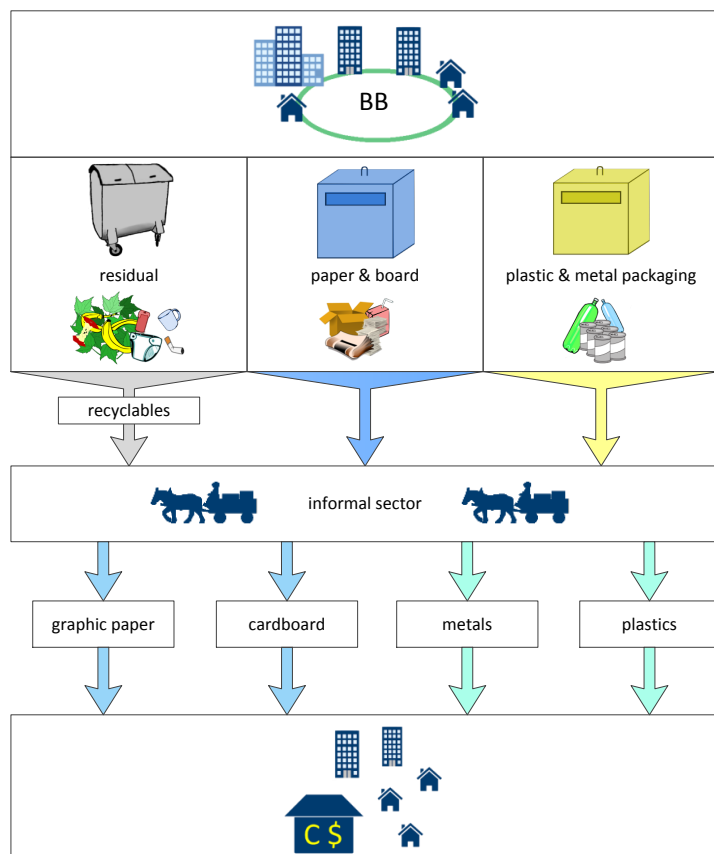 BB
residual
paper & board
plastic & metal packaging
recyclables
informal sector
graphic paper
cardboard
metals
plastics
C $